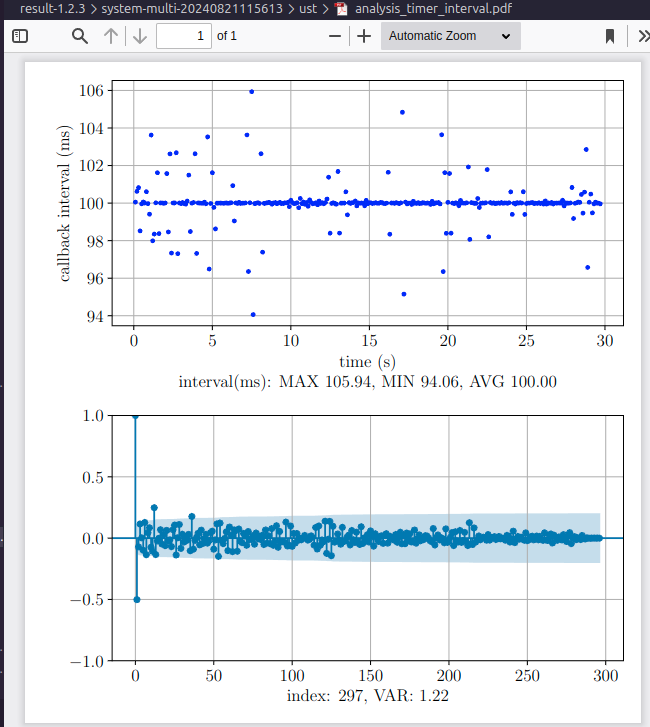 result-1.2.3 > system-multi-20240821115613 > ust > analysis_timer_interval.pdf
1 of 1 Automatic Zoom
106
104
102
100
98
96
94
callback interval (ms)
0 5 10 15 20 25 30
time (s)
interval(ms): MAX 105.94, MIN 94.06, AVG 100.00
1.0
0.5
0.0
−0.5
−1.0
0 50 100 150 200 250 300
index: 297, VAR: 1.22